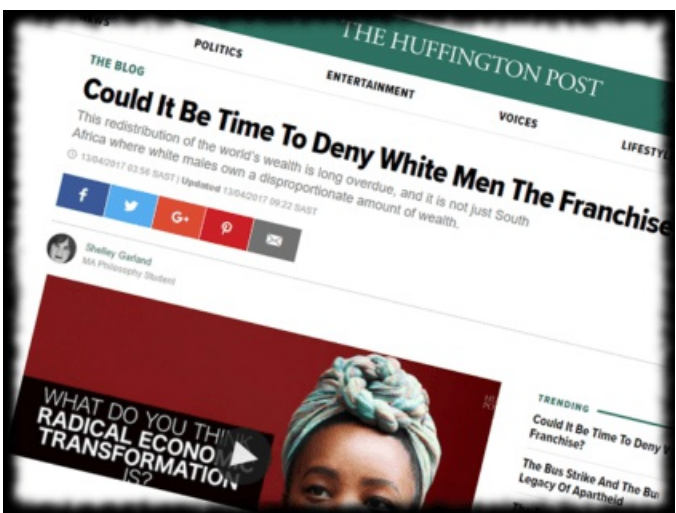 THE HUFFINGTON POST
POLITICS
ENTERTAINMENT
VOICES
THE BLOG
Could It Be Time To Deny White Men The Franchise
This redistribution of the world's wealth is long overdue, and it is not just South
Africa where white males own a disproportionate amount of wealth.
13/04/2017 03:56 SAST | Updated 13/04/2017 09:22 SAST
f
G+
Shelley Garland
MA Philosophy Student
WHAT DO YOU THINK
RADICAL ECONOMIC
TRANSFORMATION
IS?
TRENDING
Could It Be Time To Deny
Franchise?
The Bus Strike And The
Legacy Of Apartheid